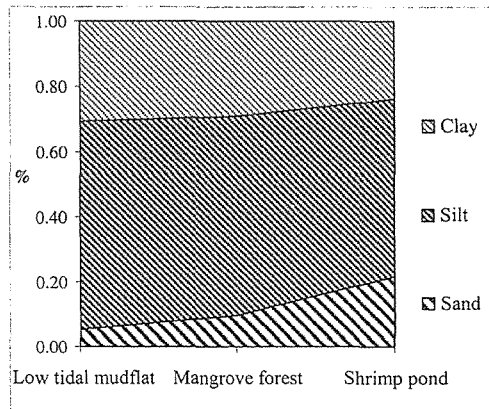 1.00
0.80
0.60
%
0.40
0.20
0.00
Clay
Silt
Sand
Low tidal mudflat Mangrove forest Shrimp pond